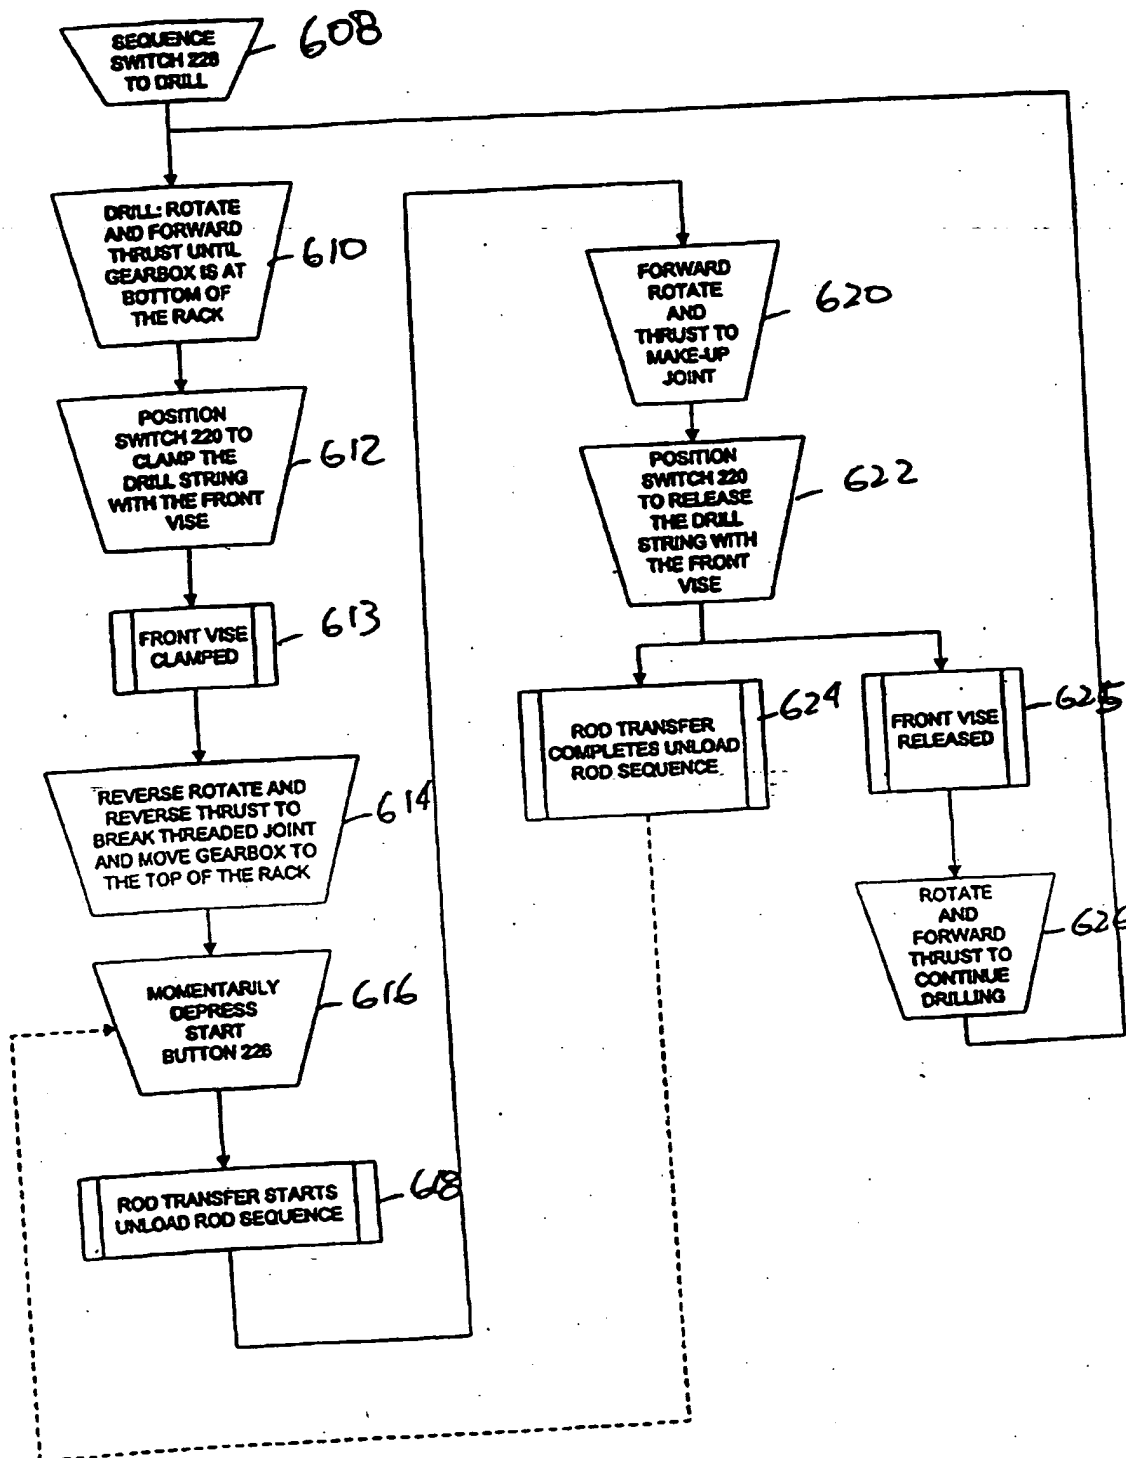 SEQUENCE
SWITCH 228
TO DRILL
608
DRILL: ROTATE
AND FORWARD
THRUST UNTIL
GEARBOX IS AT
BOTTOM OF
THE RACK
610
POSITION
SWITCH 220 TO
CLAMP THE
DRILL STRING
WITH THE FRONT
VISE
612
FRONT VISE
CLAMPED
613
REVERSE ROTATE AND
REVERSE THRUST TO
BREAK THREADED JOINT
AND MOVE GEARBOX TO
THE TOP OF THE RACK
614
MOMENTARILY
DEPRESS
START
BUTTON 226
616
ROD TRANSFER STARTS
UNLOAD ROD SEQUENCE
618
FORWARD
ROTATE
AND
THRUST TO
MAKE-UP
JOINT
620
POSITION
SWITCH 220
TO RELEASE
THE DRILL
STRING WITH
THE FRONT
VISE
622
ROD TRANSFER
COMPLETES UNLOAD
ROD SEQUENCE
624
FRONT VISE
RELEASED
625
ROTATE
AND
FORWARD
THRUST TO
CONTINUE
DRILLING
626